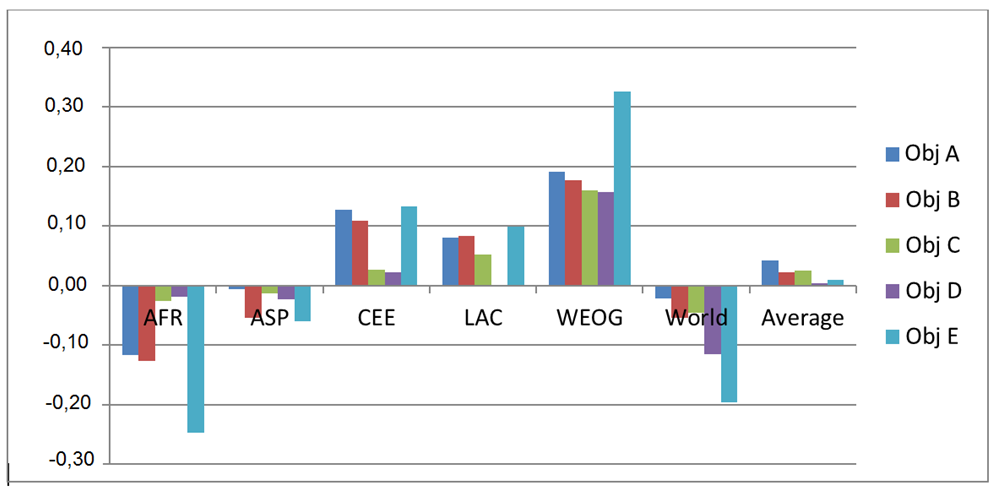 0,40
0,30
0,20
0,10
0,00
-0,10
-0,20
-0,30
AFR ASP CEE LAC WEOG World Average
Obj A
Obj B
Obj C
Obj D
Obj E